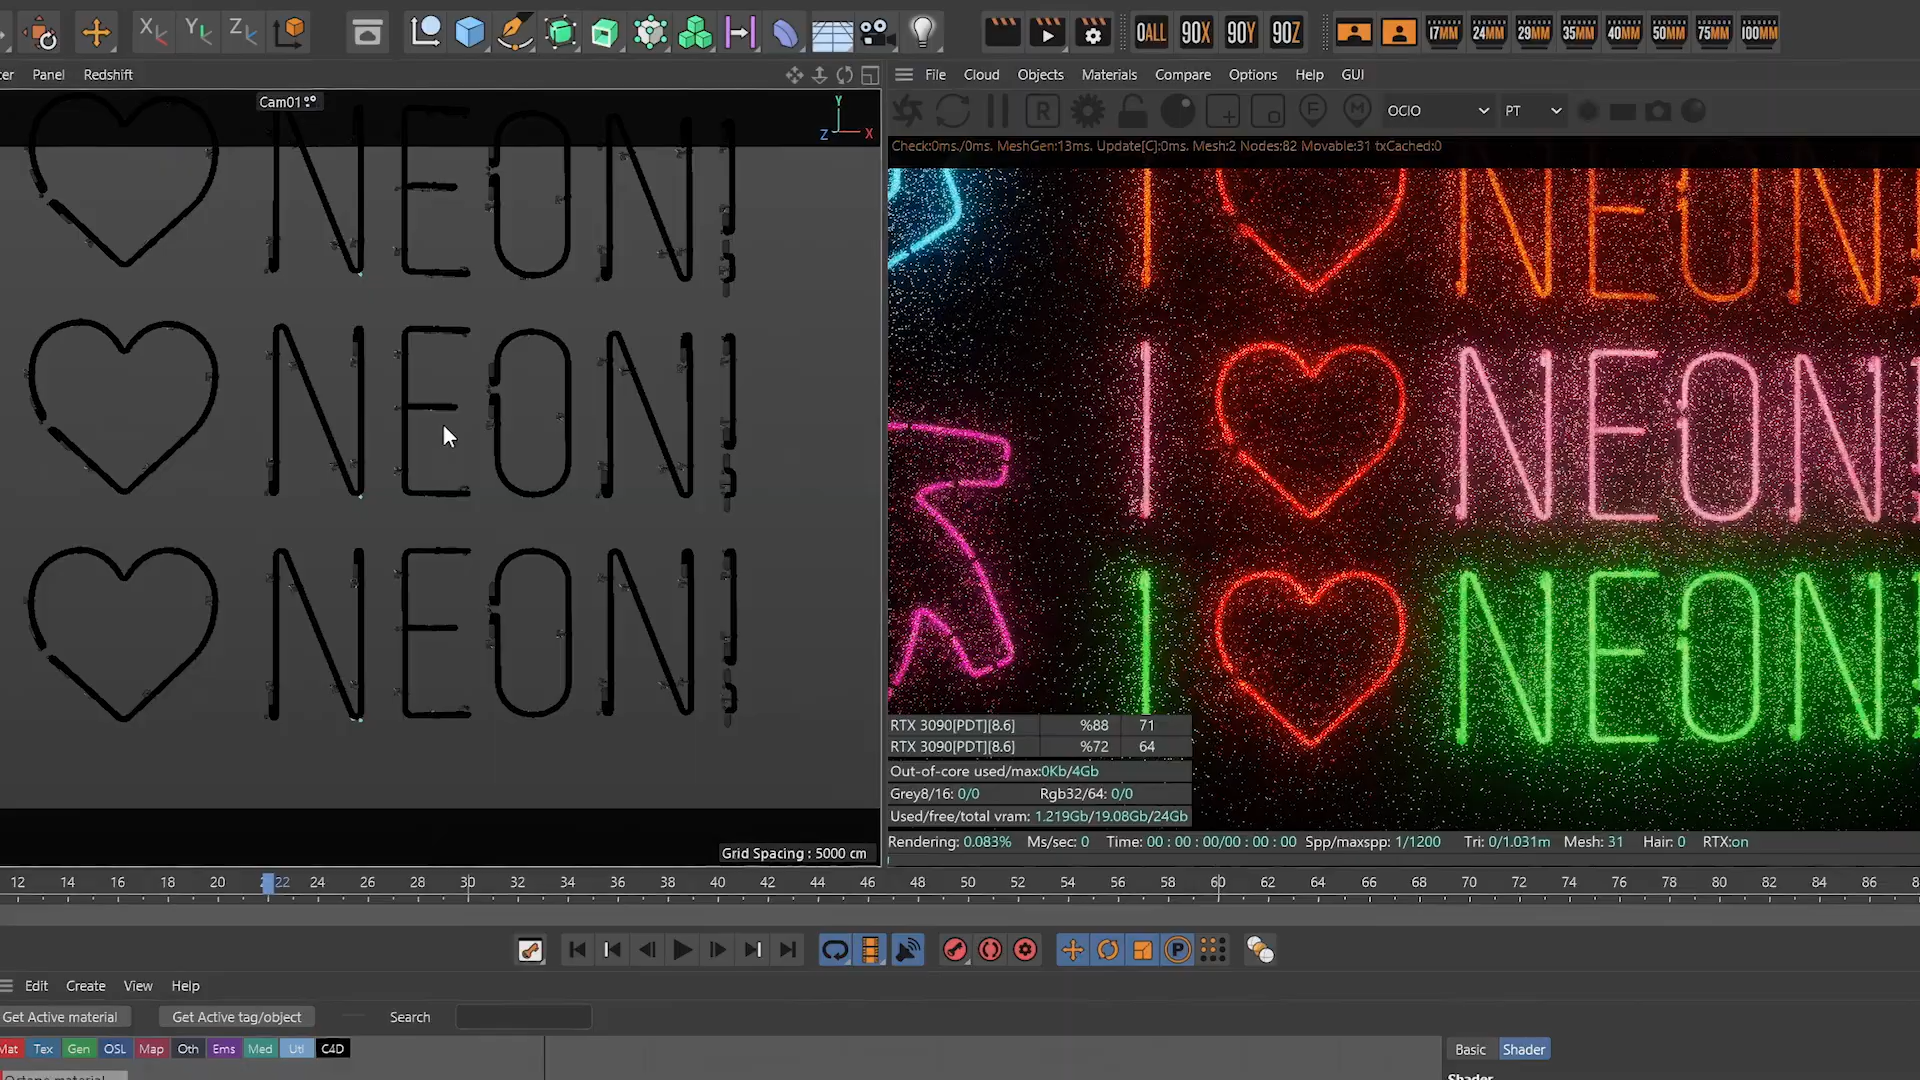 X Y Z 0ALL 90X 90Y 90Z 17MM 24MM 29MM 35MM 40MM 50MM 75MM 100MM
Panel Redshift
File Cloud Objects Materials Compare Options Help GUI
Cam01
Y
Z X
R F M OCIO PT
Check:0ms./0ms. MeshGen:13ms. Update[C]:0ms. Mesh:2 Nodes:82 Movable:31 txCached:0
NEON!
NEON!
NEON!
I NEON!
I NEON!
I NEON!
RTX 3090[PDT][8.6] %88 71
RTX 3090[PDT][8.6] %72 64
Out-of-core used/max:0Kb/4Gb
Grey8/16: 0/0 Rgb32/64: 0/0
Used/free/total vram: 1.219Gb/19.08Gb/24Gb
Rendering: 0.083% Ms/sec: 0 Time: 00 : 00 : 00/00 : 00 : 00 Spp/maxspp: 1/1200 Tri: 0/1.031m Mesh: 31 Hair: 0 RTX:on
Grid Spacing : 5000 cm
12 14 16 18 20 22 24 26 28 30 32 34 36 38 40 42 44 46 48 50 52 54 56 58 60 62 64 66 68 70 72 74 76 78 80 82 84 86
P
Edit Create View Help
Get Active material Get Active tag/object Search
Mat Tex Gen OSL Map Oth Ems Med Utl C4D
Basic Shader
Octane material
Shader